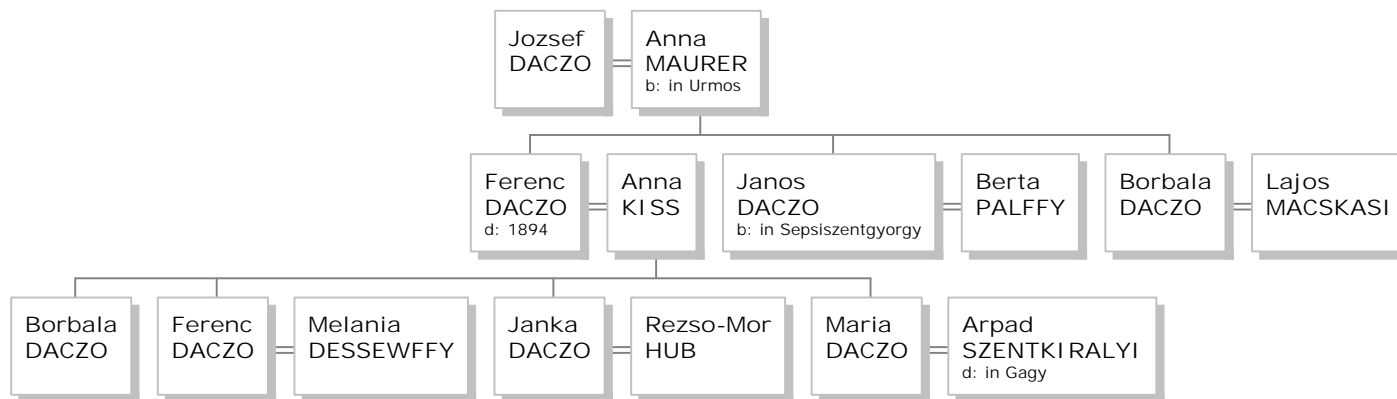 Jozsef
DACZO
Anna
MAURER
b: in Urmos
Ferenc
DACZO
d: 1894
Anna
KISS
Janos
DACZO
b: in Sepsiszentgyorgy
Berta
PALFFY
Borbala
DACZO
Lajos
MACSKASI
Borbala
DACZO
Ferenc
DACZO
Melania
DESSEWFFY
Janka
DACZO
Rezso-Mor
HUB
Maria
DACZO
Arpad
SZENTKIRALYI
d: in Gagy